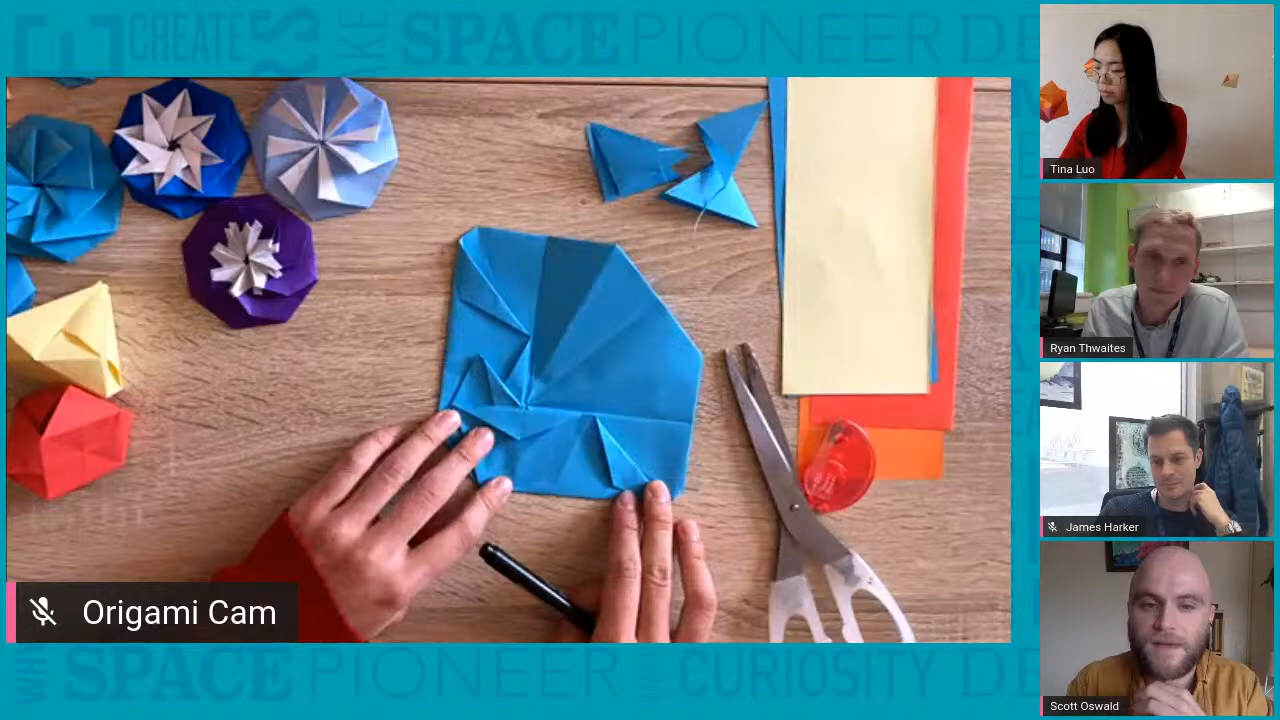 CREATE
SPACE PIONEER
Tina Luo
Ryan Thwaites
James Harker
Origami Cam
SPACE PIONEER
CURIOSITY
Scott Oswald